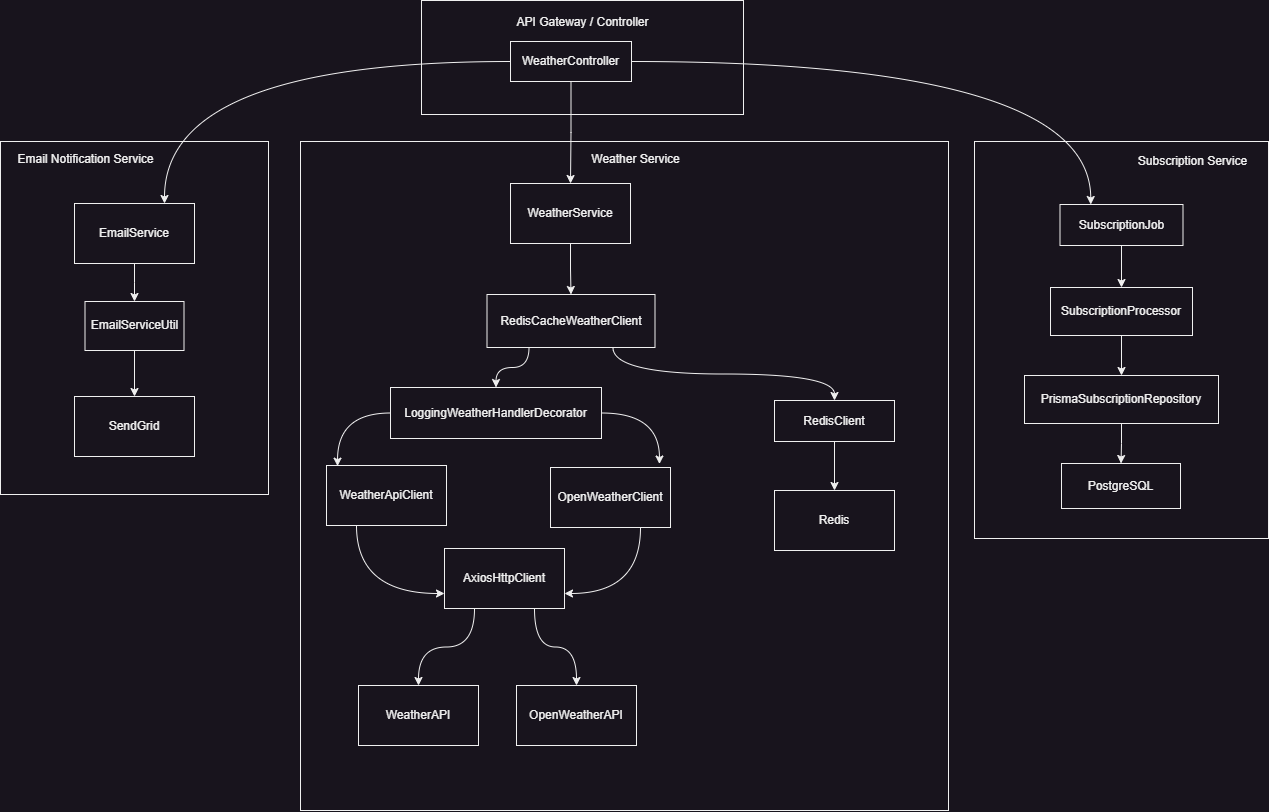 API Gateway / Controller
WeatherController
Email Notification Service
EmailService
EmailServiceUtil
SendGrid
Weather Service
WeatherService
RedisCacheWeatherClient
LoggingWeatherHandlerDecorator
RedisClient
WeatherApiClient
OpenWeatherClient
Redis
AxiosHttpClient
WeatherAPI
OpenWeatherAPI
Subscription Service
SubscriptionJob
SubscriptionProcessor
PrismaSubscriptionRepository
PostgreSQL